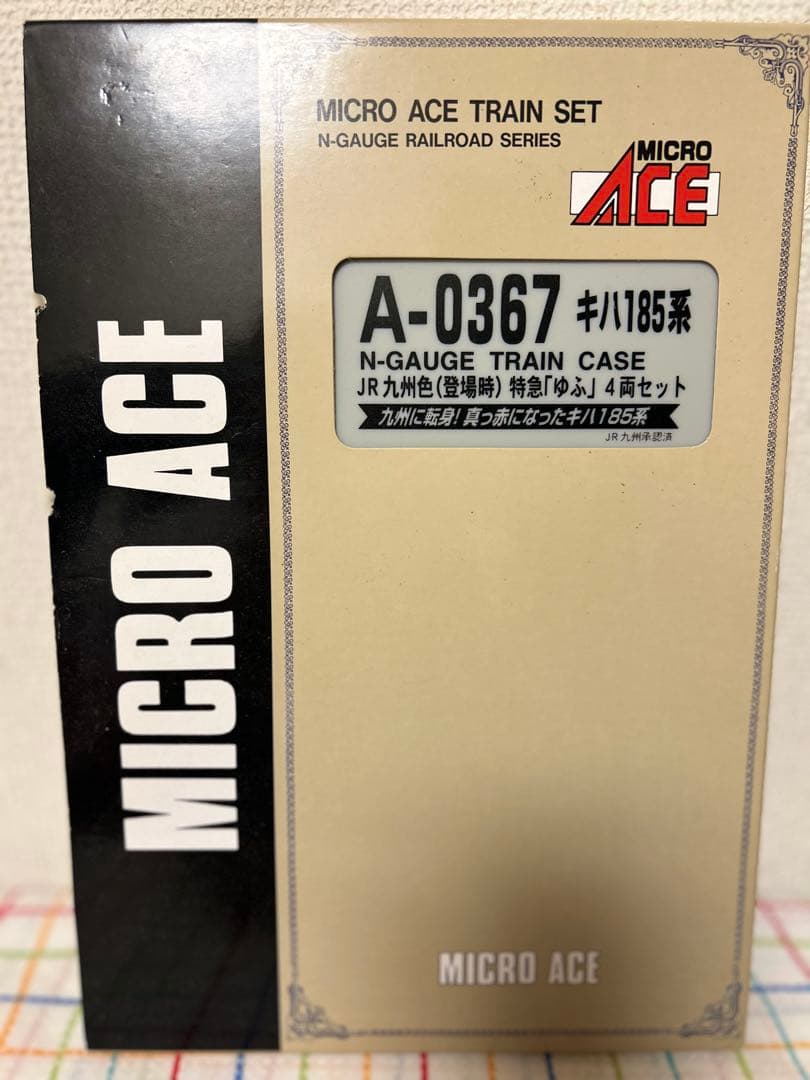 MICRO ACE
MICRO ACE TRAIN SET
N-GAUGE RAILROAD SERIES
MICRO
ACE
A-0367 キハ185系
N-GAUGE TRAIN CASE
JR九州色(登場時) 特急「ゆふ」 4両セット
九州に転身!真っ赤になったキハ185系
JR九州承認済
MICRO ACE